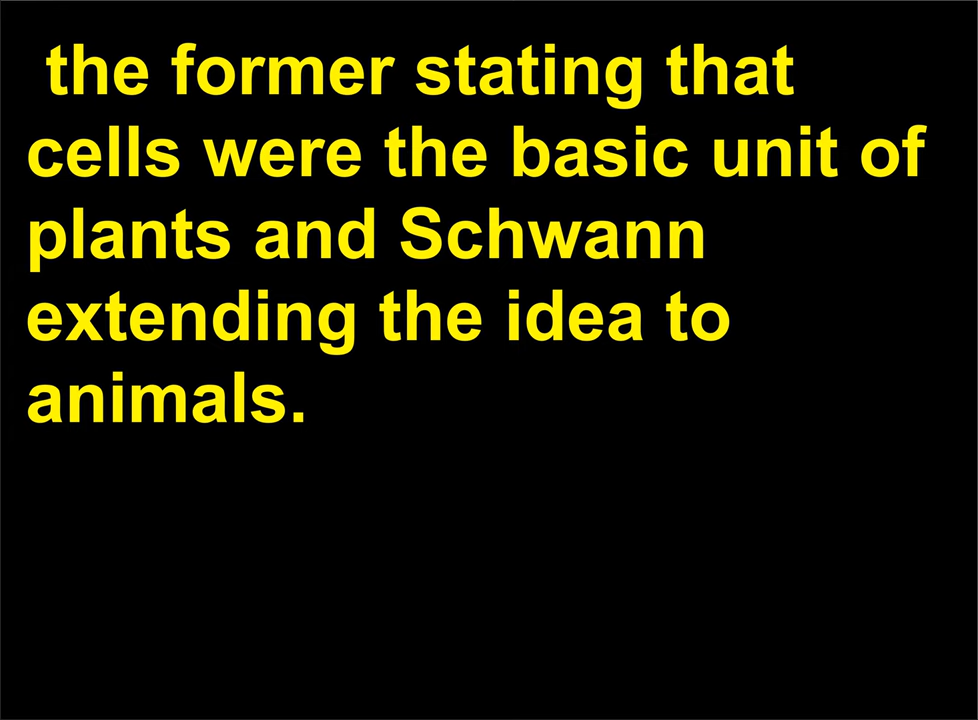 the former stating that
cells were the basic unit of
plants and Schwann
extending the idea to
animals.